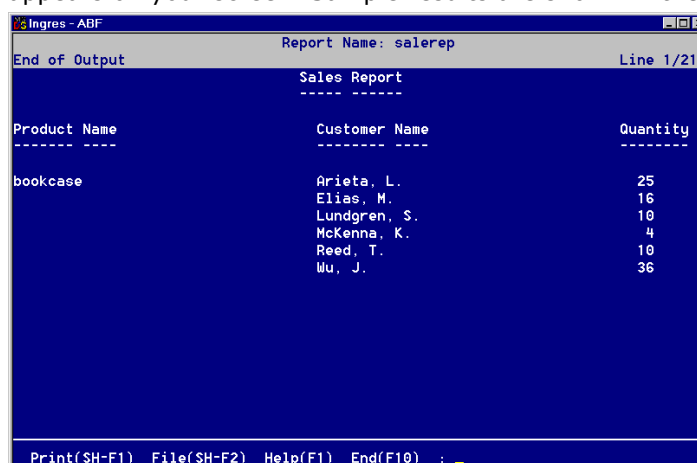 Ingres - ABF
Report Name: salerep
End of Output Line 1/21
Sales Report
----- ------
Product Name Customer Name Quantity
------- ---- -------- ---- --------
bookcase Arieta, L. 25
Elias, M. 16
Lundgren, S. 10
McKenna, K. 4
Reed, T. 10
Wu, J. 36
Print(SH-F1) File(SH-F2) Help(F1) End(F10) : _